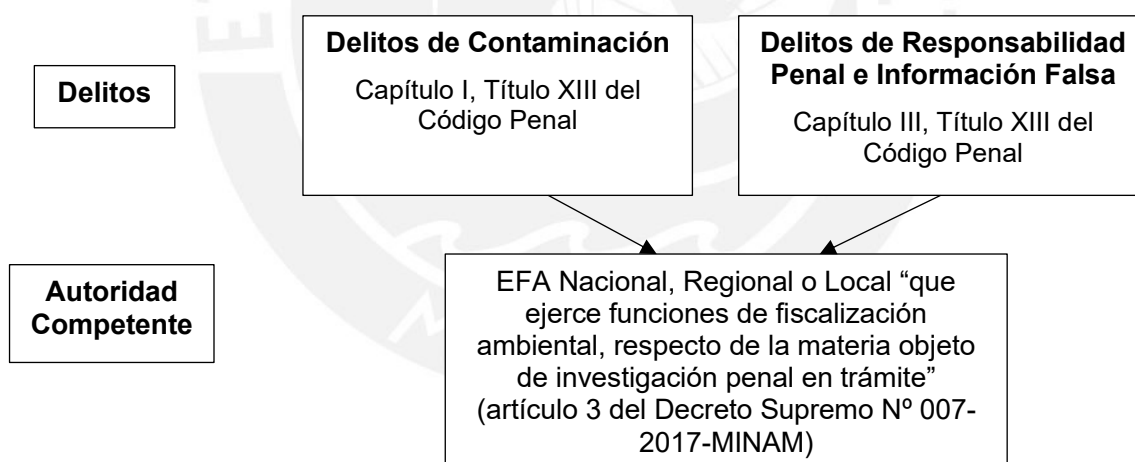 Delitos
Delitos de Contaminación
Capítulo I, Título XIII del
Código Penal
Delitos de Responsabilidad
Penal e Información Falsa
Capítulo III, Título XIII del
Código Penal
Autoridad
Competente
EFA Nacional, Regional o Local “que
ejerce funciones de fiscalización
ambiental, respecto de la materia objeto
de investigación penal en trámite”
(artículo 3 del Decreto Supremo Nº 007-
2017-MINAM)